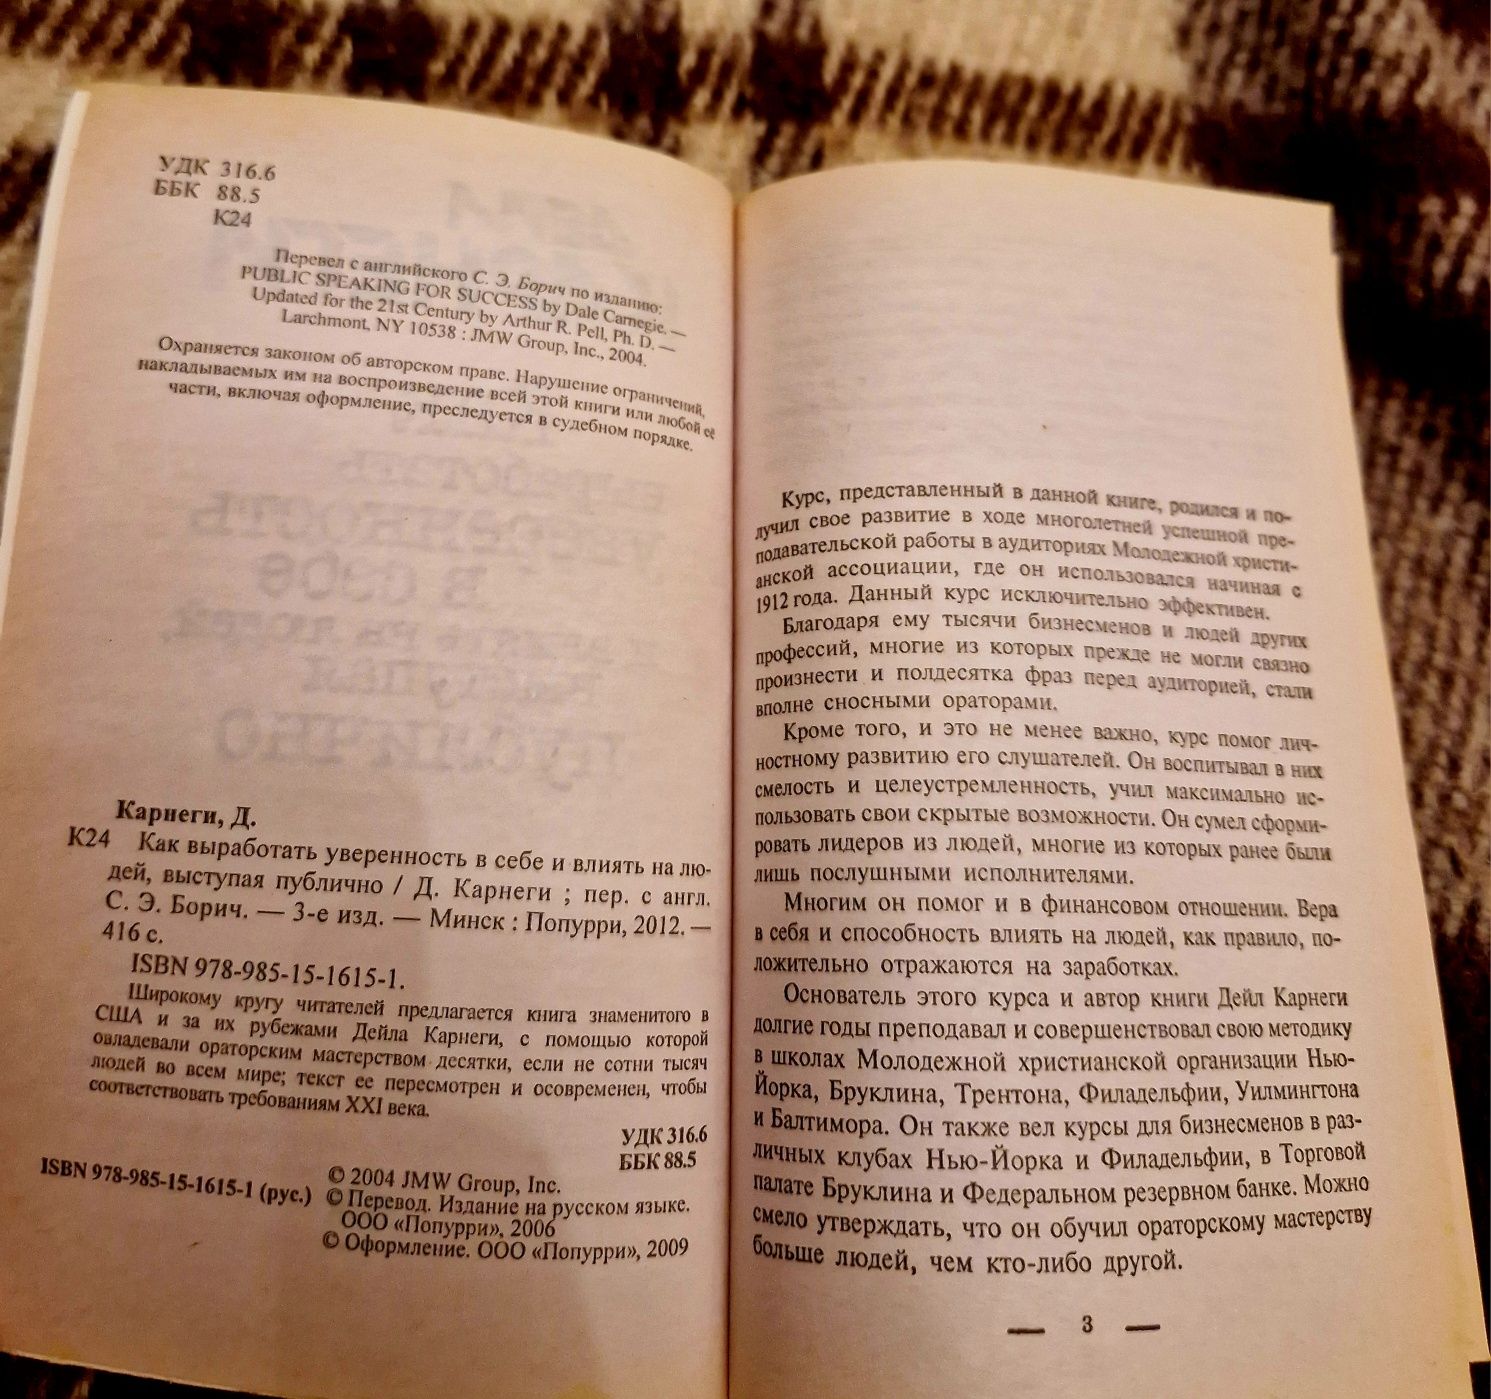 УДК 316.6
ББК 88.5
К24
Перевел с английского С. Э. Борич по изданию:
PUBLIC SPEAKING FOR SUCCESS by Dale Carnegie. —
Updated for the 21st Century by Arthur R. Pell, Ph. D. —
Larchmont, NY 10538 : JMW Group, Inc., 2004.
Охраняется законом об авторском праве. Нарушение ограничений,
накладываемых им на воспроизведение всей этой книги или любой её
части, включая оформление, преследуется в судебном порядке.
Карнеги, Д.
К24 Как выработать уверенность в себе и влиять на лю-
дей, выступая публично / Д. Карнеги ; пер. с англ.
С. Э. Борич. — 3-е изд. — Минск : Попурри, 2012. —
416 с.
ISBN 978-985-15-1615-1.
Широкому кругу читателей предлагается книга знаменитого в
США и за их рубежами Дейла Карнеги, с помощью которой
овладевали ораторским мастерством десятки, если не сотни тысяч
людей во всем мире; текст ее пересмотрен и осовременен, чтобы
соответствовать требованиям XXI века.
УДК 316.6
ББК 88.5
ISBN 978-985-15-1615-1 (рус.)
© 2004 JMW Group, Inc.
© Перевод. Издание на русском языке.
ООО «Попурри», 2006
© Оформление. ООО «Попурри», 2009
Курс, представленный в данной книге, родился и по-
лучил свое развитие в ходе многолетней успешной пре-
подавательской работы в аудиториях Молодежной христи-
анской ассоциации, где он использовался начиная с
1912 года. Данный курс исключительно эффективен.
Благодаря ему тысячи бизнесменов и людей других
профессий, многие из которых прежде не могли связно
произнести и полдесятка фраз перед аудиторией, стали
вполне сносными ораторами.
Кроме того, и это не менее важно, курс помог лич-
ностному развитию его слушателей. Он воспитывал в них
смелость и целеустремленность, учил максимально ис-
пользовать свои скрытые возможности. Он сумел сформи-
ровать лидеров из людей, многие из которых ранее были
лишь послушными исполнителями.
Многим он помог и в финансовом отношении. Вера
в себя и способность влиять на людей, как правило, по-
ложительно отражаются на заработках.
Основатель этого курса и автор книги Дейл Карнеги
долгие годы преподавал и совершенствовал свою методику
в школах Молодежной христианской организации Нью-
Йорка, Бруклина, Трентона, Филадельфии, Уилмингтона
и Балтимора. Он также вел курсы для бизнесменов в раз-
личных клубах Нью-Йорка и Филадельфии, в Торговой
палате Бруклина и Федеральном резервном банке. Можно
смело утверждать, что он обучил ораторскому мастерству
больше людей, чем кто-либо другой.
— 3 —